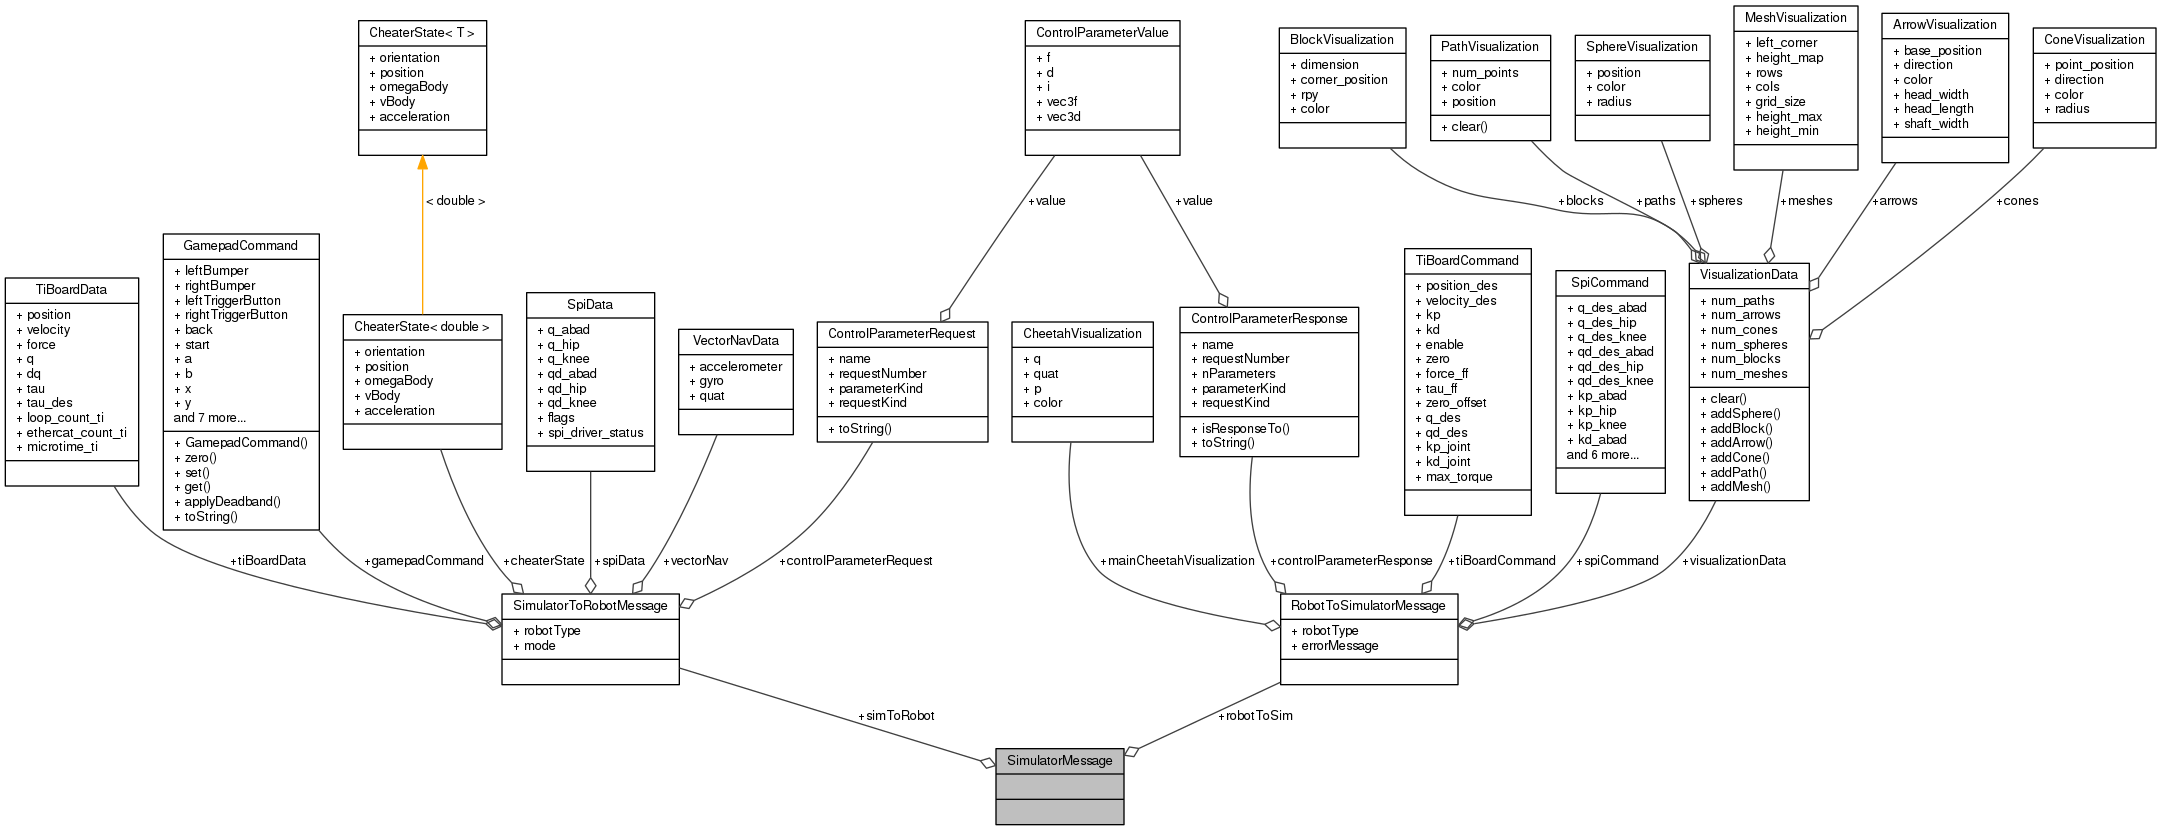 CheaterState< T >
+ orientation
+ position
+ omegaBody
+ vBody
+ acceleration
ControlParameterValue
+ f
+ d
+ i
+ vec3f
+ vec3d
BlockVisualization
+ dimension
+ corner_position
+ rpy
+ color
PathVisualization
+ num_points
+ color
+ position
+ clear()
SphereVisualization
+ position
+ color
+ radius
MeshVisualization
+ left_corner
+ height_map
+ rows
+ cols
+ grid_size
+ height_max
+ height_min
ArrowVisualization
+ base_position
+ direction
+ color
+ head_width
+ head_length
+ shaft_width
ConeVisualization
+ point_position
+ direction
+ color
+ radius
< double >
+value
+value
+blocks
+paths
+spheres
+meshes
+arrows
+cones
TiBoardData
+ position
+ velocity
+ force
+ q
+ dq
+ tau
+ tau_des
+ loop_count_ti
+ ethercat_count_ti
+ microtime_ti
GamepadCommand
+ leftBumper
+ rightBumper
+ leftTriggerButton
+ rightTriggerButton
+ back
+ start
+ a
+ b
+ x
+ y
and 7 more...
+ GamepadCommand()
+ zero()
+ set()
+ get()
+ applyDeadband()
+ toString()
CheaterState< double >
+ orientation
+ position
+ omegaBody
+ vBody
+ acceleration
SpiData
+ q_abad
+ q_hip
+ q_knee
+ qd_abad
+ qd_hip
+ qd_knee
+ flags
+ spi_driver_status
VectorNavData
+ accelerometer
+ gyro
+ quat
ControlParameterRequest
+ name
+ requestNumber
+ parameterKind
+ requestKind
+ toString()
CheetahVisualization
+ q
+ quat
+ p
+ color
ControlParameterResponse
+ name
+ requestNumber
+ nParameters
+ parameterKind
+ requestKind
+ isResponseTo()
+ toString()
TiBoardCommand
+ position_des
+ velocity_des
+ kp
+ kd
+ enable
+ zero
+ force_ff
+ tau_ff
+ zero_offset
+ q_des
+ qd_des
+ kp_joint
+ kd_joint
+ max_torque
SpiCommand
+ q_des_abad
+ q_des_hip
+ q_des_knee
+ qd_des_abad
+ qd_des_hip
+ qd_des_knee
+ kp_abad
+ kp_hip
+ kp_knee
+ kd_abad
and 6 more...
VisualizationData
+ num_paths
+ num_arrows
+ num_cones
+ num_spheres
+ num_blocks
+ num_meshes
+ clear()
+ addSphere()
+ addBlock()
+ addArrow()
+ addCone()
+ addPath()
+ addMesh()
+tiBoardData
+gamepadCommand
+cheaterState
+spiData
+vectorNav
+controlParameterRequest
+mainCheetahVisualization
+controlParameterResponse
+tiBoardCommand
+spiCommand
+visualizationData
SimulatorToRobotMessage
+ robotType
+ mode
RobotToSimulatorMessage
+ robotType
+ errorMessage
+simToRobot
+robotToSim
SimulatorMessage